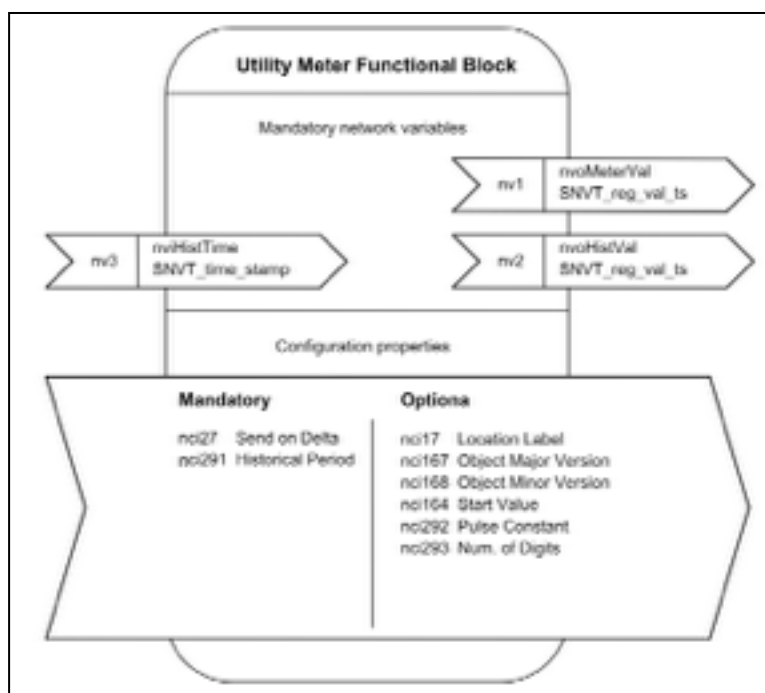 Utility Meter Functional Block
Mandatory network variables
nv1
nvoMeterVal
SNVT_reg_val_ts
nv3
nviHistTime
SNVT_time_stamp
nv2
nvoHistVal
SNVT_reg_val_ts
Configuration properties
Mandatory
nci27 Send on Delta
nci291 Historical Period
Optiona
nci17 Location Label
nci167 Object Major Version
nci168 Object Minor Version
nci164 Start Value
nci292 Pulse Constant
nci293 Num. of Digits